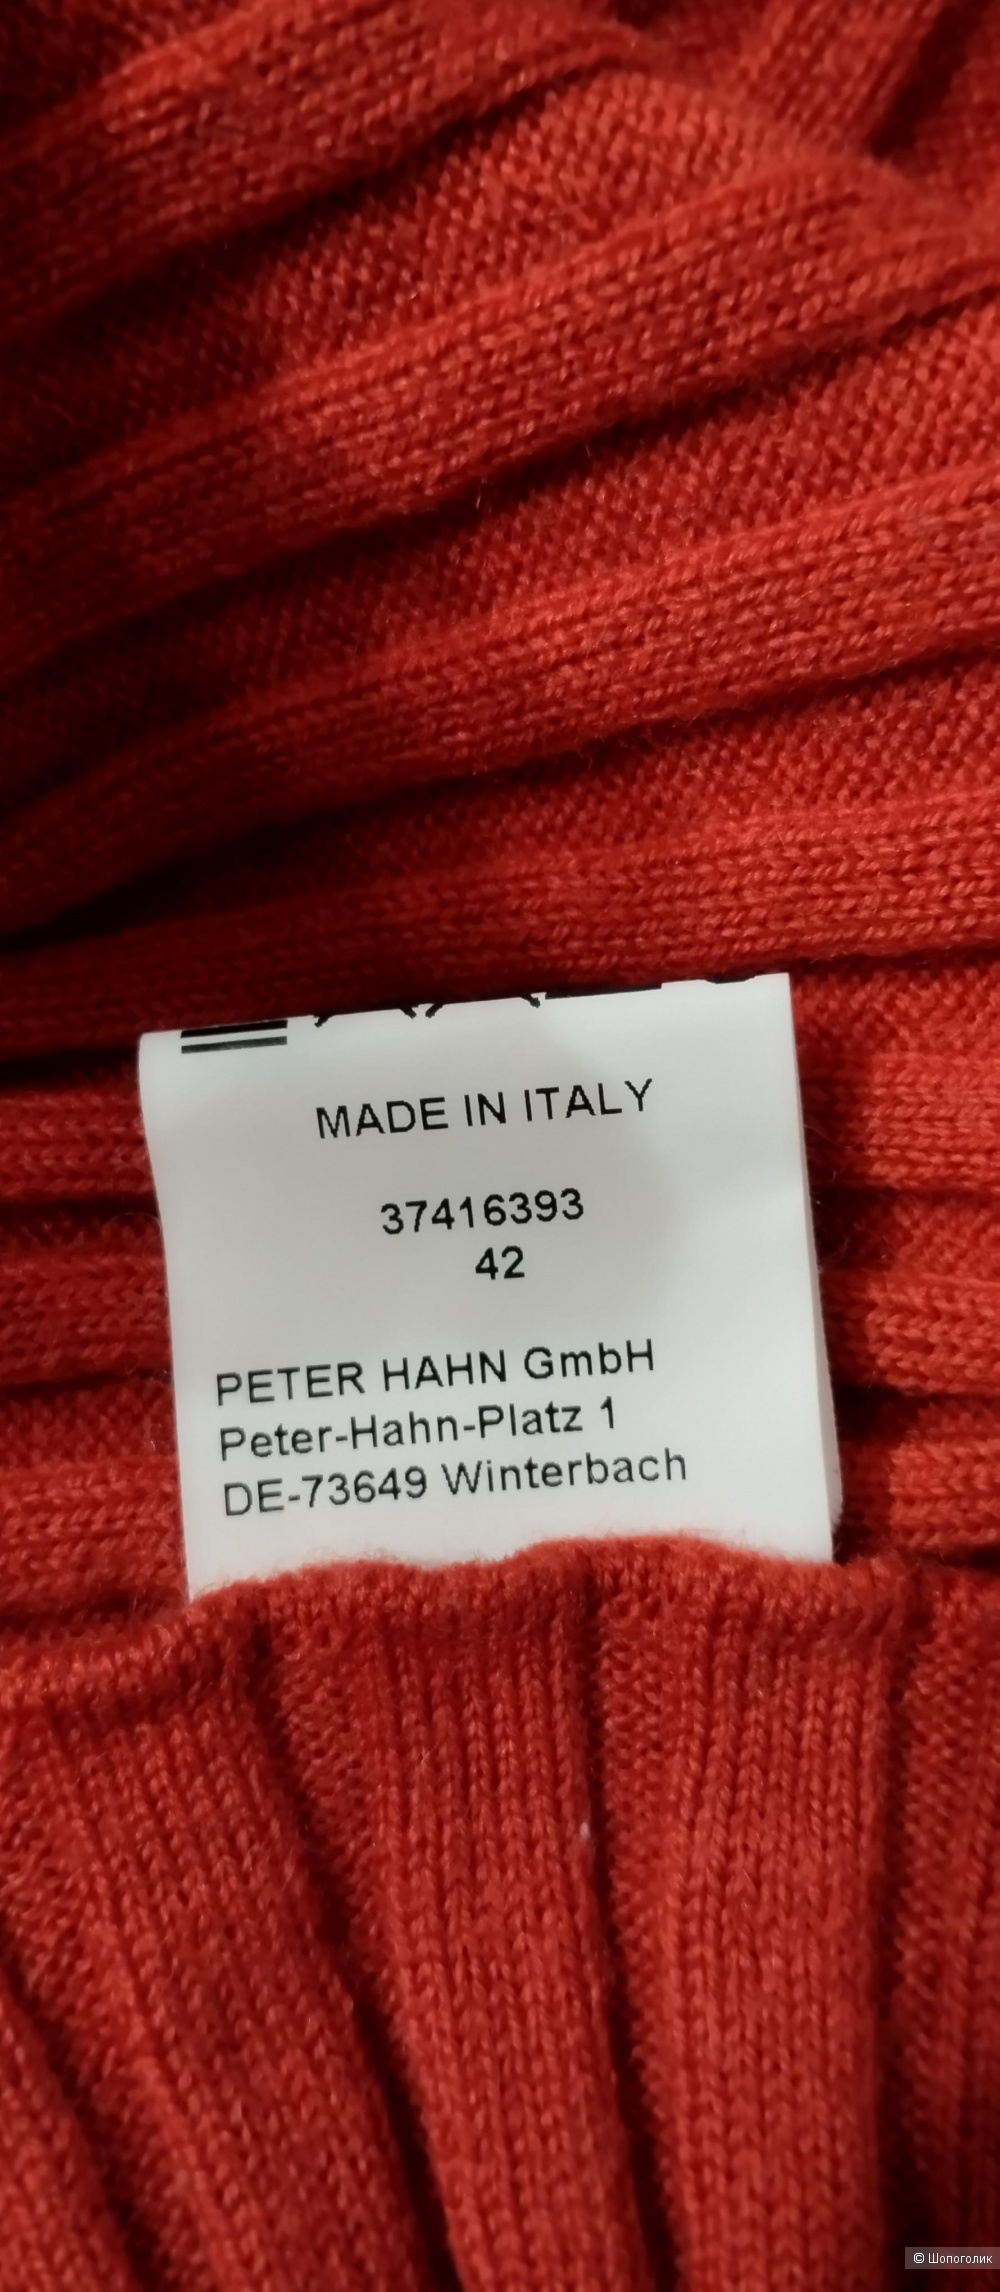 MADE IN ITALY
37416393
42
PETER HAHN GmbH
Peter-Hahn-Platz 1
DE-73649 Winterbach
© Шопоголик